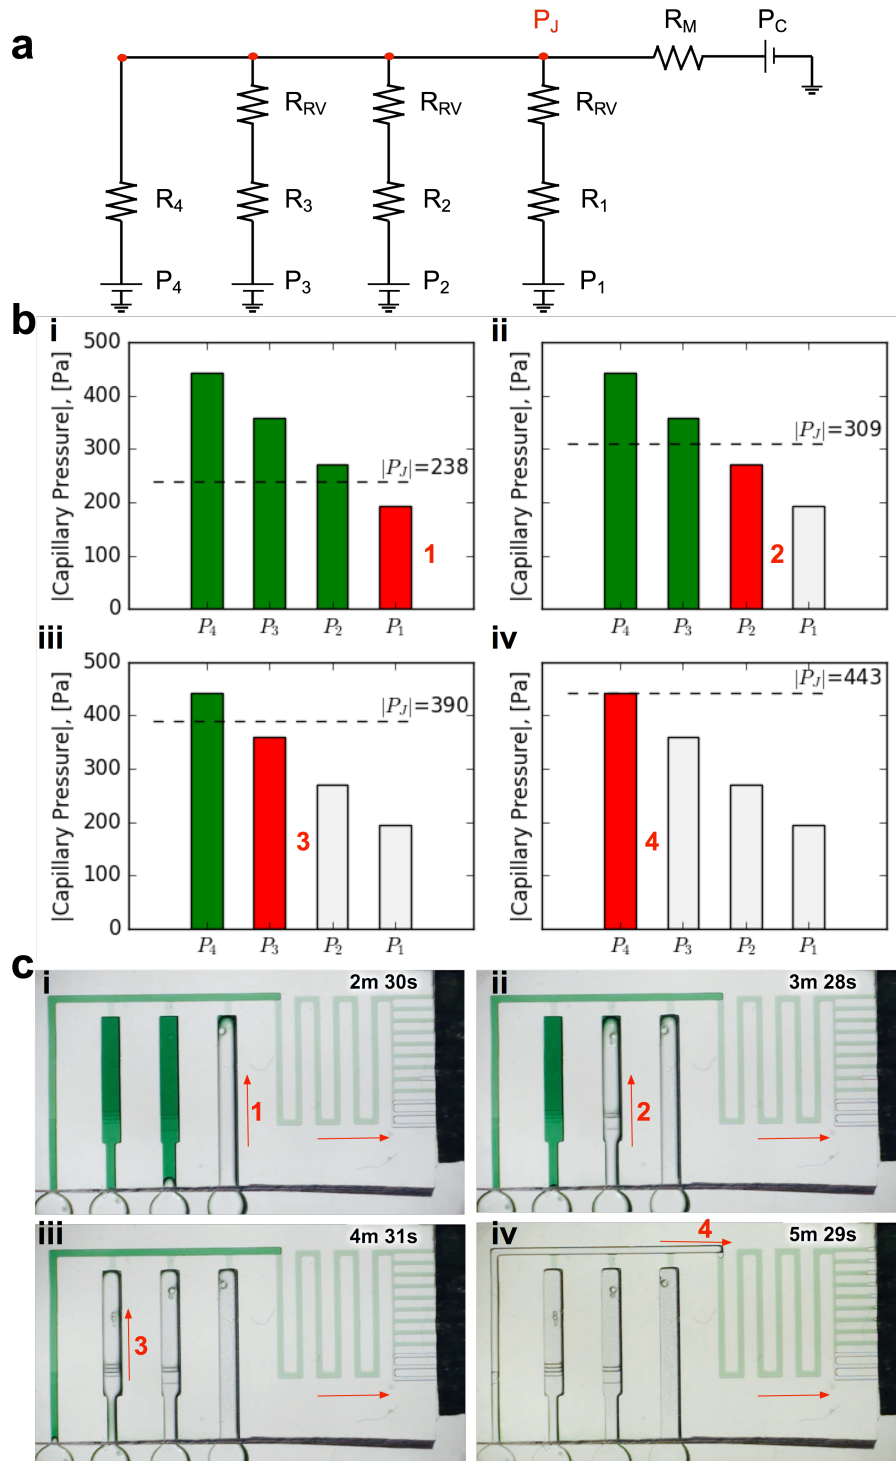 a
P_J R_M P_C
R_RV R_RV R_RV
R_4 R_3 R_2 R_1
P_4 P_3 P_2 P_1
b
i
|Capillary Pressure|, [Pa]
500
400
300
200
100
0
|P_J|=238
1
P_4 P_3 P_2 P_1
ii
|Capillary Pressure|, [Pa]
|P_J|=309
2
P_4 P_3 P_2 P_1
iii
|Capillary Pressure|, [Pa]
500
400
300
200
100
0
|P_J|=390
3
P_4 P_3 P_2 P_1
iv
|Capillary Pressure|, [Pa]
|P_J|=443
4
P_4 P_3 P_2 P_1
c
i
2m 30s
1
ii
3m 28s
2
iii
4m 31s
3
iv
5m 29s
4